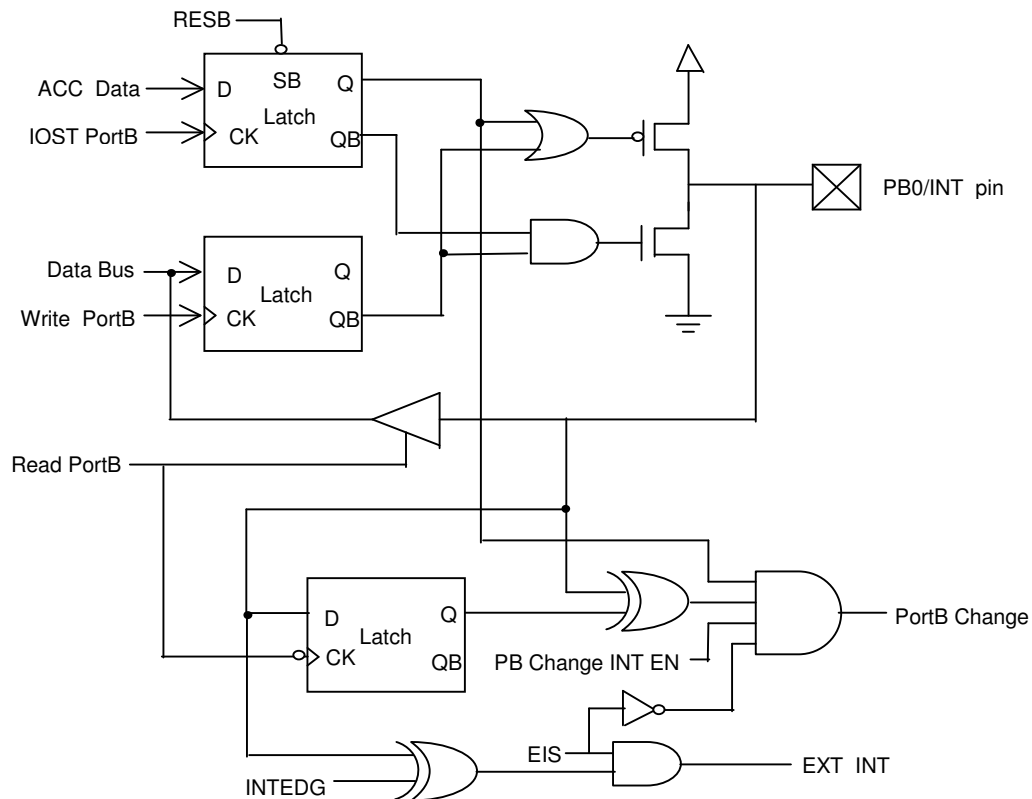 RESB
ACC Data
D
SB
Q
Latch
IOST PortB
CK
QB
PB0/INT pin
Data Bus
D
Q
Latch
Write PortB
CK
QB
Read PortB
D
Q
Latch
CK
QB
PortB Change
PB Change INT EN
EIS
EXT INT
INTEDG